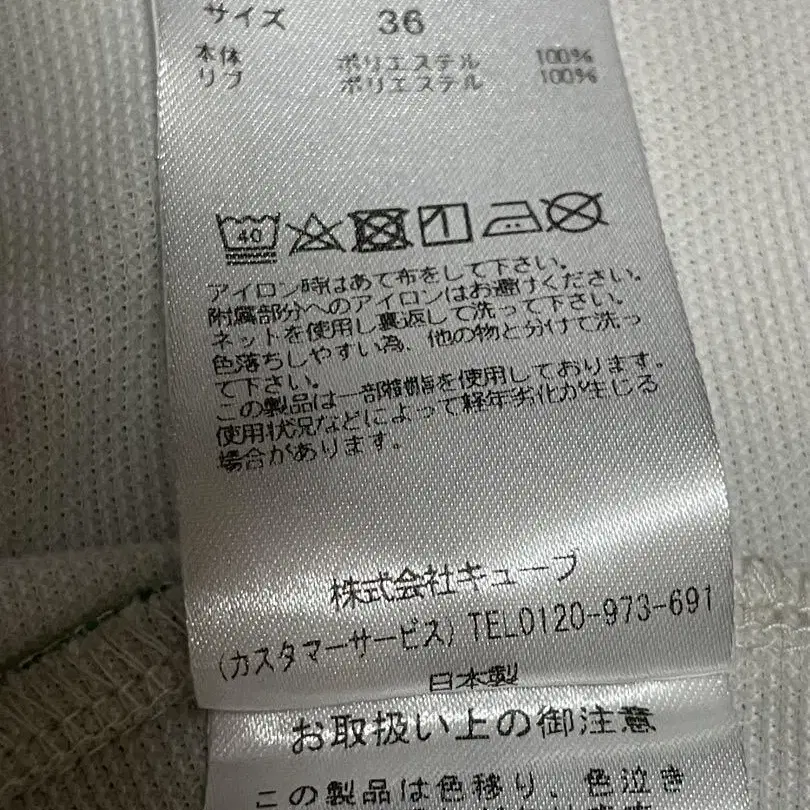 サイズ 36
本体 ポリエステル 100%
リブ ポリエステル 100%
40
アイロン時はあて布をして下さい。
附属部分へのアイロンはお避けください。
ネットを使用し裏返して洗って下さい。
色落ちしやすい為、他の物と分けて洗っ
て下さい。
この製品は一部樹脂を使用しております。
使用状況などによって経年劣化が生じる
場合があります。
株式会社キューブ
(カスタマーサービス) TEL0120-973-691
日本製
お取扱い上の御注意
この製品は色移り、色泣き